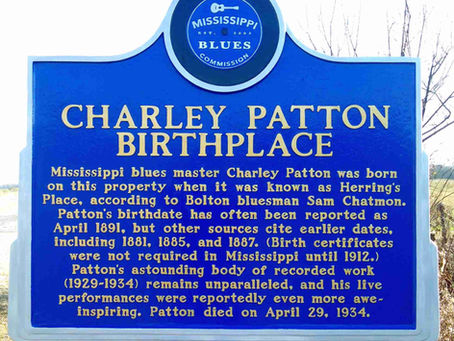 MISSISSIPPI
BLUES
COMMISSION
CHARLEY PATTON
BIRTHPLACE
Mississippi blues master Charley Patton was born
on this property when it was known as Herring's
Place, according to Bolton bluesman Sam Chatmon.
Patton's birthdate has often been reported as
April 1891, but other sources cite earlier dates,
including 1881, 1885, and 1887. (Birth certificates
were not required in Mississippi until 1912.)
Patton's astounding body of recorded work
(1929-1934) remains unparalleled, and his live
performances were reportedly even more awe-
inspiring. Patton died on April 29, 1934.